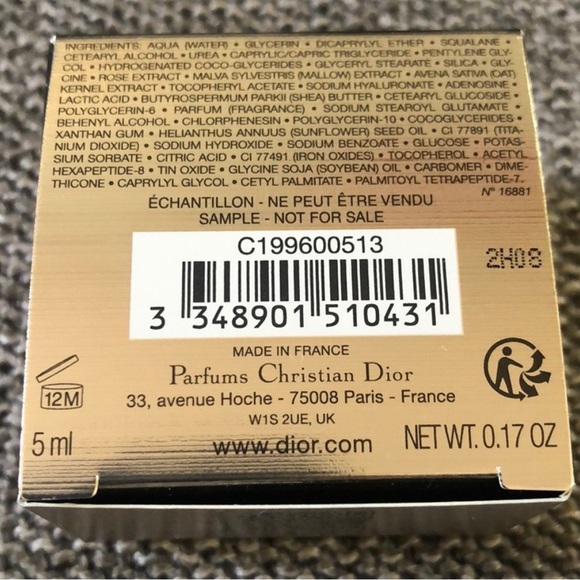 INGREDIENTS: AQUA (WATER) • GLYCERIN • DICAPRYLYL ETHER • SQUALANE •
CETEARYL ALCOHOL • UREA • CAPRYLIC/CAPRIC TRIGLYCERIDE • PENTYLENE GLY-
COL • HYDROGENATED COCO-GLYCERIDES • GLYCERYL STEARATE • SILICA • GLY-
CINE • ROSE EXTRACT • MALVA SYLVESTRIS (MALLOW) EXTRACT • AVENA SATIVA (OAT)
KERNEL EXTRACT • TOCOPHERYL ACETATE • SODIUM HYALURONATE • ADENOSINE •
LACTIC ACID • BUTYROSPERMUM PARKII (SHEA) BUTTER • CETEARYL GLUCOSIDE •
POLYGLYCERIN-6 • PARFUM (FRAGRANCE) • SODIUM STEAROYL GLUTAMATE
BEHENYL ALCOHOL • CHLORPHENESIN • POLYGLYCERIN-10 • COCOGLYCERIDES
XANTHAN GUM • HELIANTHUS ANNUUS (SUNFLOWER) SEED OIL • CI 77891 (TITA-
NIUM DIOXIDE) • SODIUM HYDROXIDE • SODIUM BENZOATE • GLUCOSE • POTAS-
SIUM SORBATE • CITRIC ACID • CI 77491 (IRON OXIDES) • TOCOPHEROL • ACETYL
HEXAPEPTIDE-8 • TIN OXIDE • GLYCINE SOJA (SOYBEAN) OIL • CARBOMER • DIME-
THICONE • CAPRYLYL GLYCOL • CETYL PALMITATE • PALMITOYL TETRAPEPTIDE-7.
N° 16881
ÉCHANTILLON - NE PEUT ÊTRE VENDU
SAMPLE - NOT FOR SALE
C199600513
2H08
3 348901 510431
MADE IN FRANCE
Parfums Christian Dior
12M
33, avenue Hoche - 75008 Paris - France
W1S 2UE, UK
5 ml
www.dior.com
NET WT. 0.17 OZ